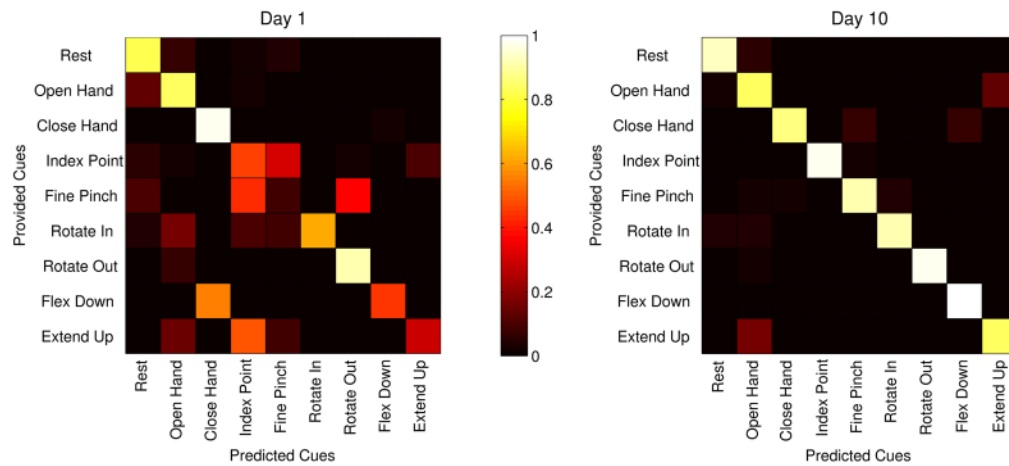 Day 1
Provided Cues
Rest
Open Hand
Close Hand
Index Point
Fine Pinch
Rotate In
Rotate Out
Flex Down
Extend Up
Rest
Open Hand
Close Hand
Index Point
Fine Pinch
Rotate In
Rotate Out
Flex Down
Extend Up
Predicted Cues
1
0.8
0.6
0.4
0.2
0
Day 10
Provided Cues
Rest
Open Hand
Close Hand
Index Point
Fine Pinch
Rotate In
Rotate Out
Flex Down
Extend Up
Rest
Open Hand
Close Hand
Index Point
Fine Pinch
Rotate In
Rotate Out
Flex Down
Extend Up
Predicted Cues